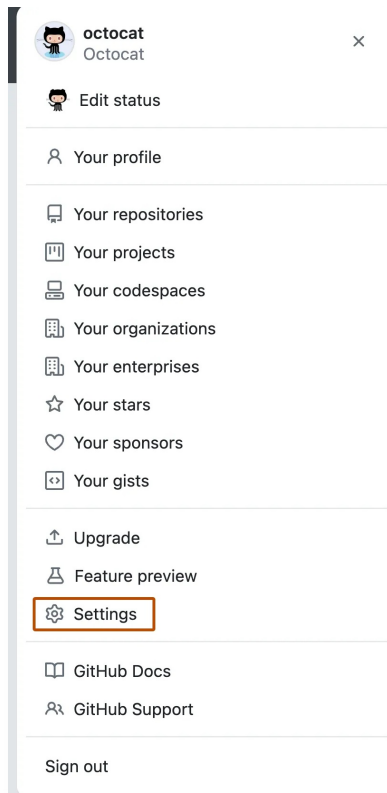 octocat
Octocat
Edit status
Your profile
Your repositories
Your projects
Your codespaces
Your organizations
Your enterprises
Your stars
Your sponsors
Your gists
Upgrade
Feature preview
Settings
GitHub Docs
GitHub Support
Sign out